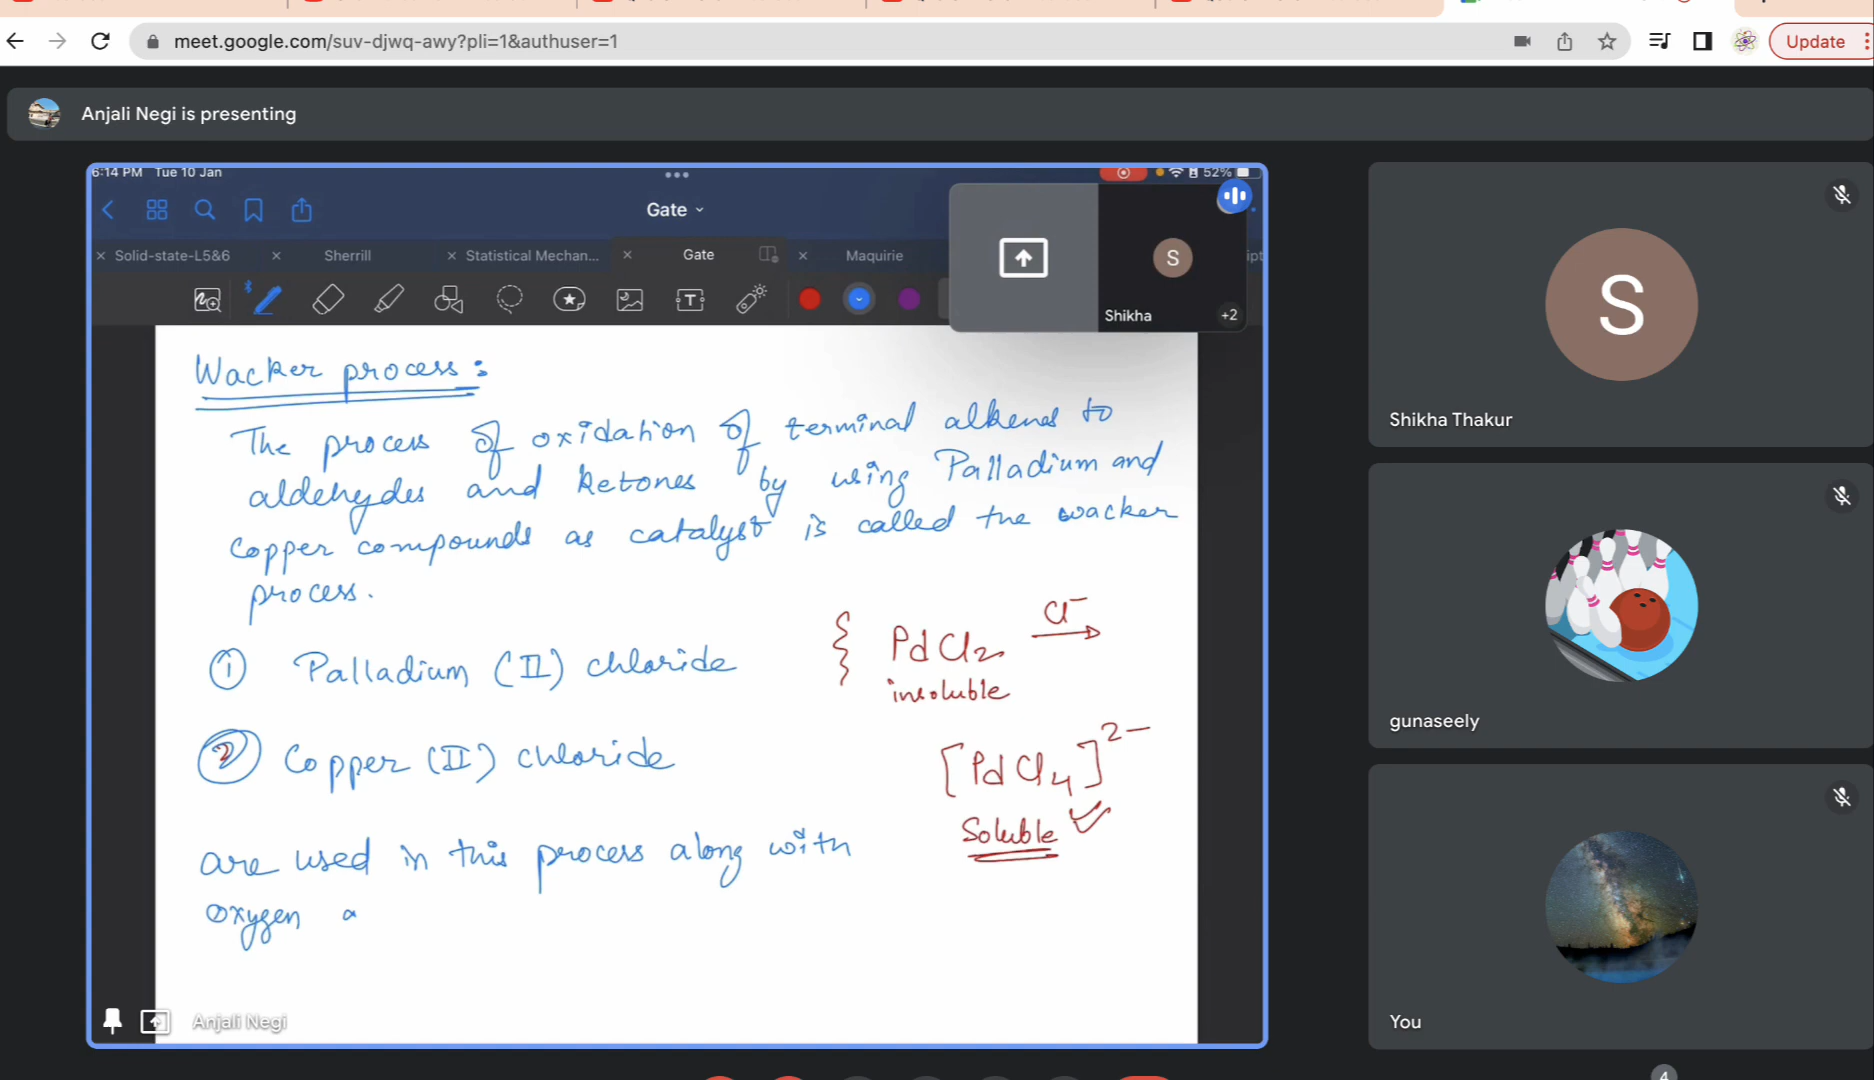 meet.google.com/suv-djwq-awy?pli=1&authuser=1
Update
Anjali Negi is presenting
6:14 PM Tue 10 Jan
52%
Gate
Solid-state-L5&6
Sherrill
Statistical Mechan...
Gate
Maquirie
ipt
S
Shikha
+2
Wacker process:
The process of oxidation of terminal alkenes to
aldehydes and ketones by using Palladium and
Copper compounds as catalyst is called the wacker
process.
① Palladium (II) chloride
② Copper (II) chloride
are used in this process along with
oxygen a
{ PdCl₂ Cl⁻ →
insoluble
[PdCl₄]²⁻
Soluble
Anjali Negi
S
Shikha Thakur
gunaseely
You
4